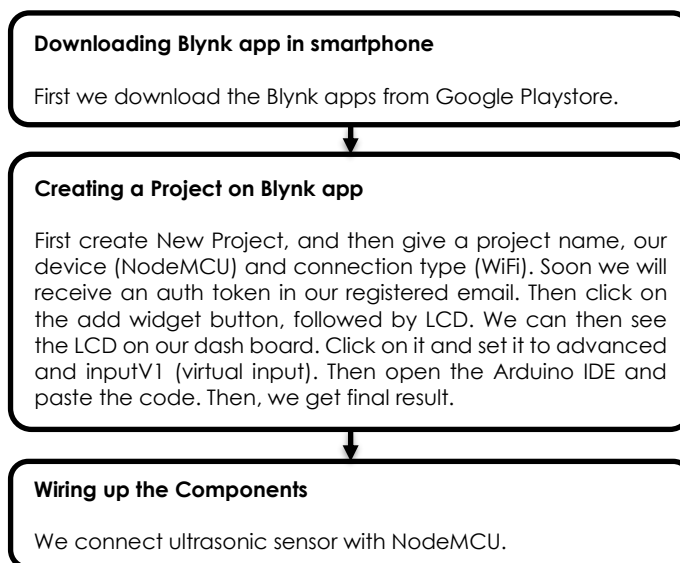 Downloading Blynk app in smartphone
First we download the Blynk apps from Google Playstore.
Creating a Project on Blynk app
First create New Project, and then give a project name, our
device (NodeMCU) and connection type (WiFi). Soon we will
receive an auth token in our registered email. Then click on
the add widget button, followed by LCD. We can then see
the LCD on our dash board. Click on it and set it to advanced
and inputV1 (virtual input). Then open the Arduino IDE and
paste the code. Then, we get final result.
Wiring up the Components
We connect ultrasonic sensor with NodeMCU.